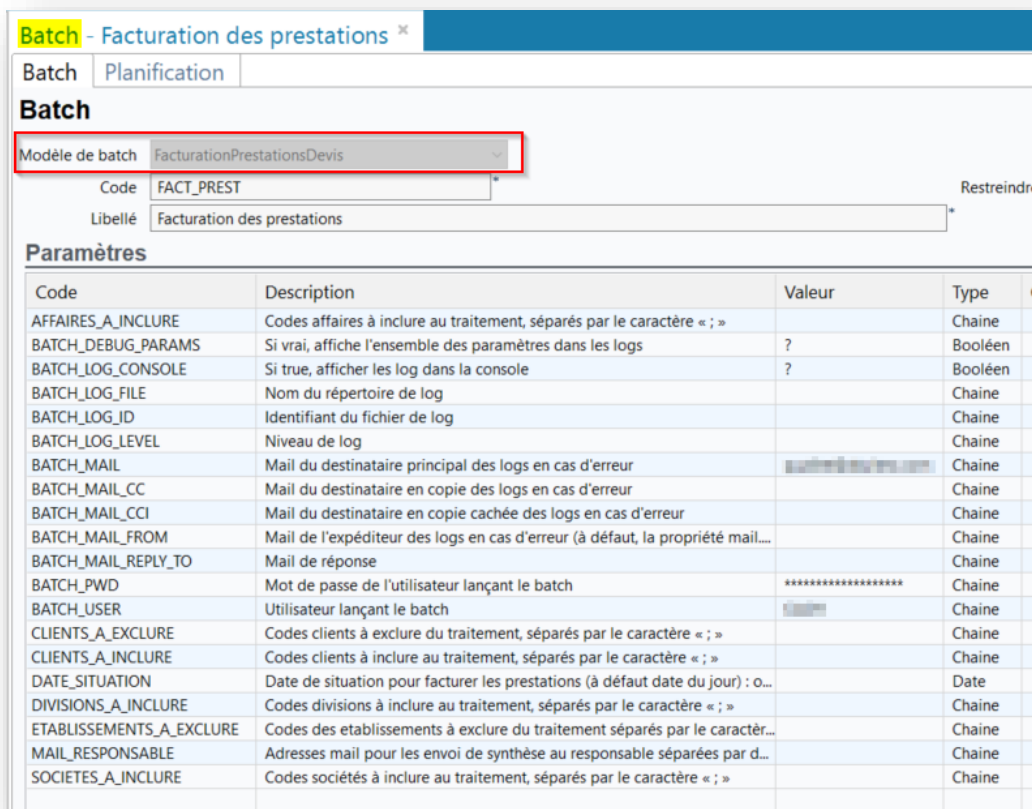 Batch - Facturation des prestations ×
Batch Planification
Batch
Modèle de batch FacturationPrestationsDevis
Code FACT_PREST * Restreindre
Libellé Facturation des prestations *
Paramètres
Code Description Valeur Type
AFFAIRES_A_INCLURE Codes affaires à inclure au traitement, séparés par le caractère « ; » Chaine
BATCH_DEBUG_PARAMS Si vrai, affiche l'ensemble des paramètres dans les logs ? Booléen
BATCH_LOG_CONSOLE Si true, afficher les log dans la console ? Booléen
BATCH_LOG_FILE Nom du répertoire de log Chaine
BATCH_LOG_ID Identifiant du fichier de log Chaine
BATCH_LOG_LEVEL Niveau de log Chaine
BATCH_MAIL Mail du destinataire principal des logs en cas d'erreur Chaine
BATCH_MAIL_CC Mail du destinataire en copie des logs en cas d'erreur Chaine
BATCH_MAIL_CCI Mail du destinataire en copie cachée des logs en cas d'erreur Chaine
BATCH_MAIL_FROM Mail de l'expéditeur des logs en cas d'erreur (à défaut, la propriété mail.... Chaine
BATCH_MAIL_REPLY_TO Mail de réponse Chaine
BATCH_PWD Mot de passe de l'utilisateur lançant le batch ******************* Chaine
BATCH_USER Utilisateur lançant le batch Chaine
CLIENTS_A_EXCLURE Codes clients à exclure du traitement, séparés par le caractère « ; » Chaine
CLIENTS_A_INCLURE Codes clients à inclure au traitement, séparés par le caractère « ; » Chaine
DATE_SITUATION Date de situation pour facturer les prestations (à défaut date du jour) : o... Date
DIVISIONS_A_INCLURE Codes divisions à inclure au traitement, séparés par le caractère « ; » Chaine
ETABLISSEMENTS_A_EXCLURE Codes des etablissements à exclure du traitement séparés par le caractèr... Chaine
MAIL_RESPONSABLE Adresses mail pour les envoi de synthèse au responsable séparées par d... Chaine
SOCIETES_A_INCLURE Codes sociétés à inclure au traitement, séparés par le caractère « ; » Chaine